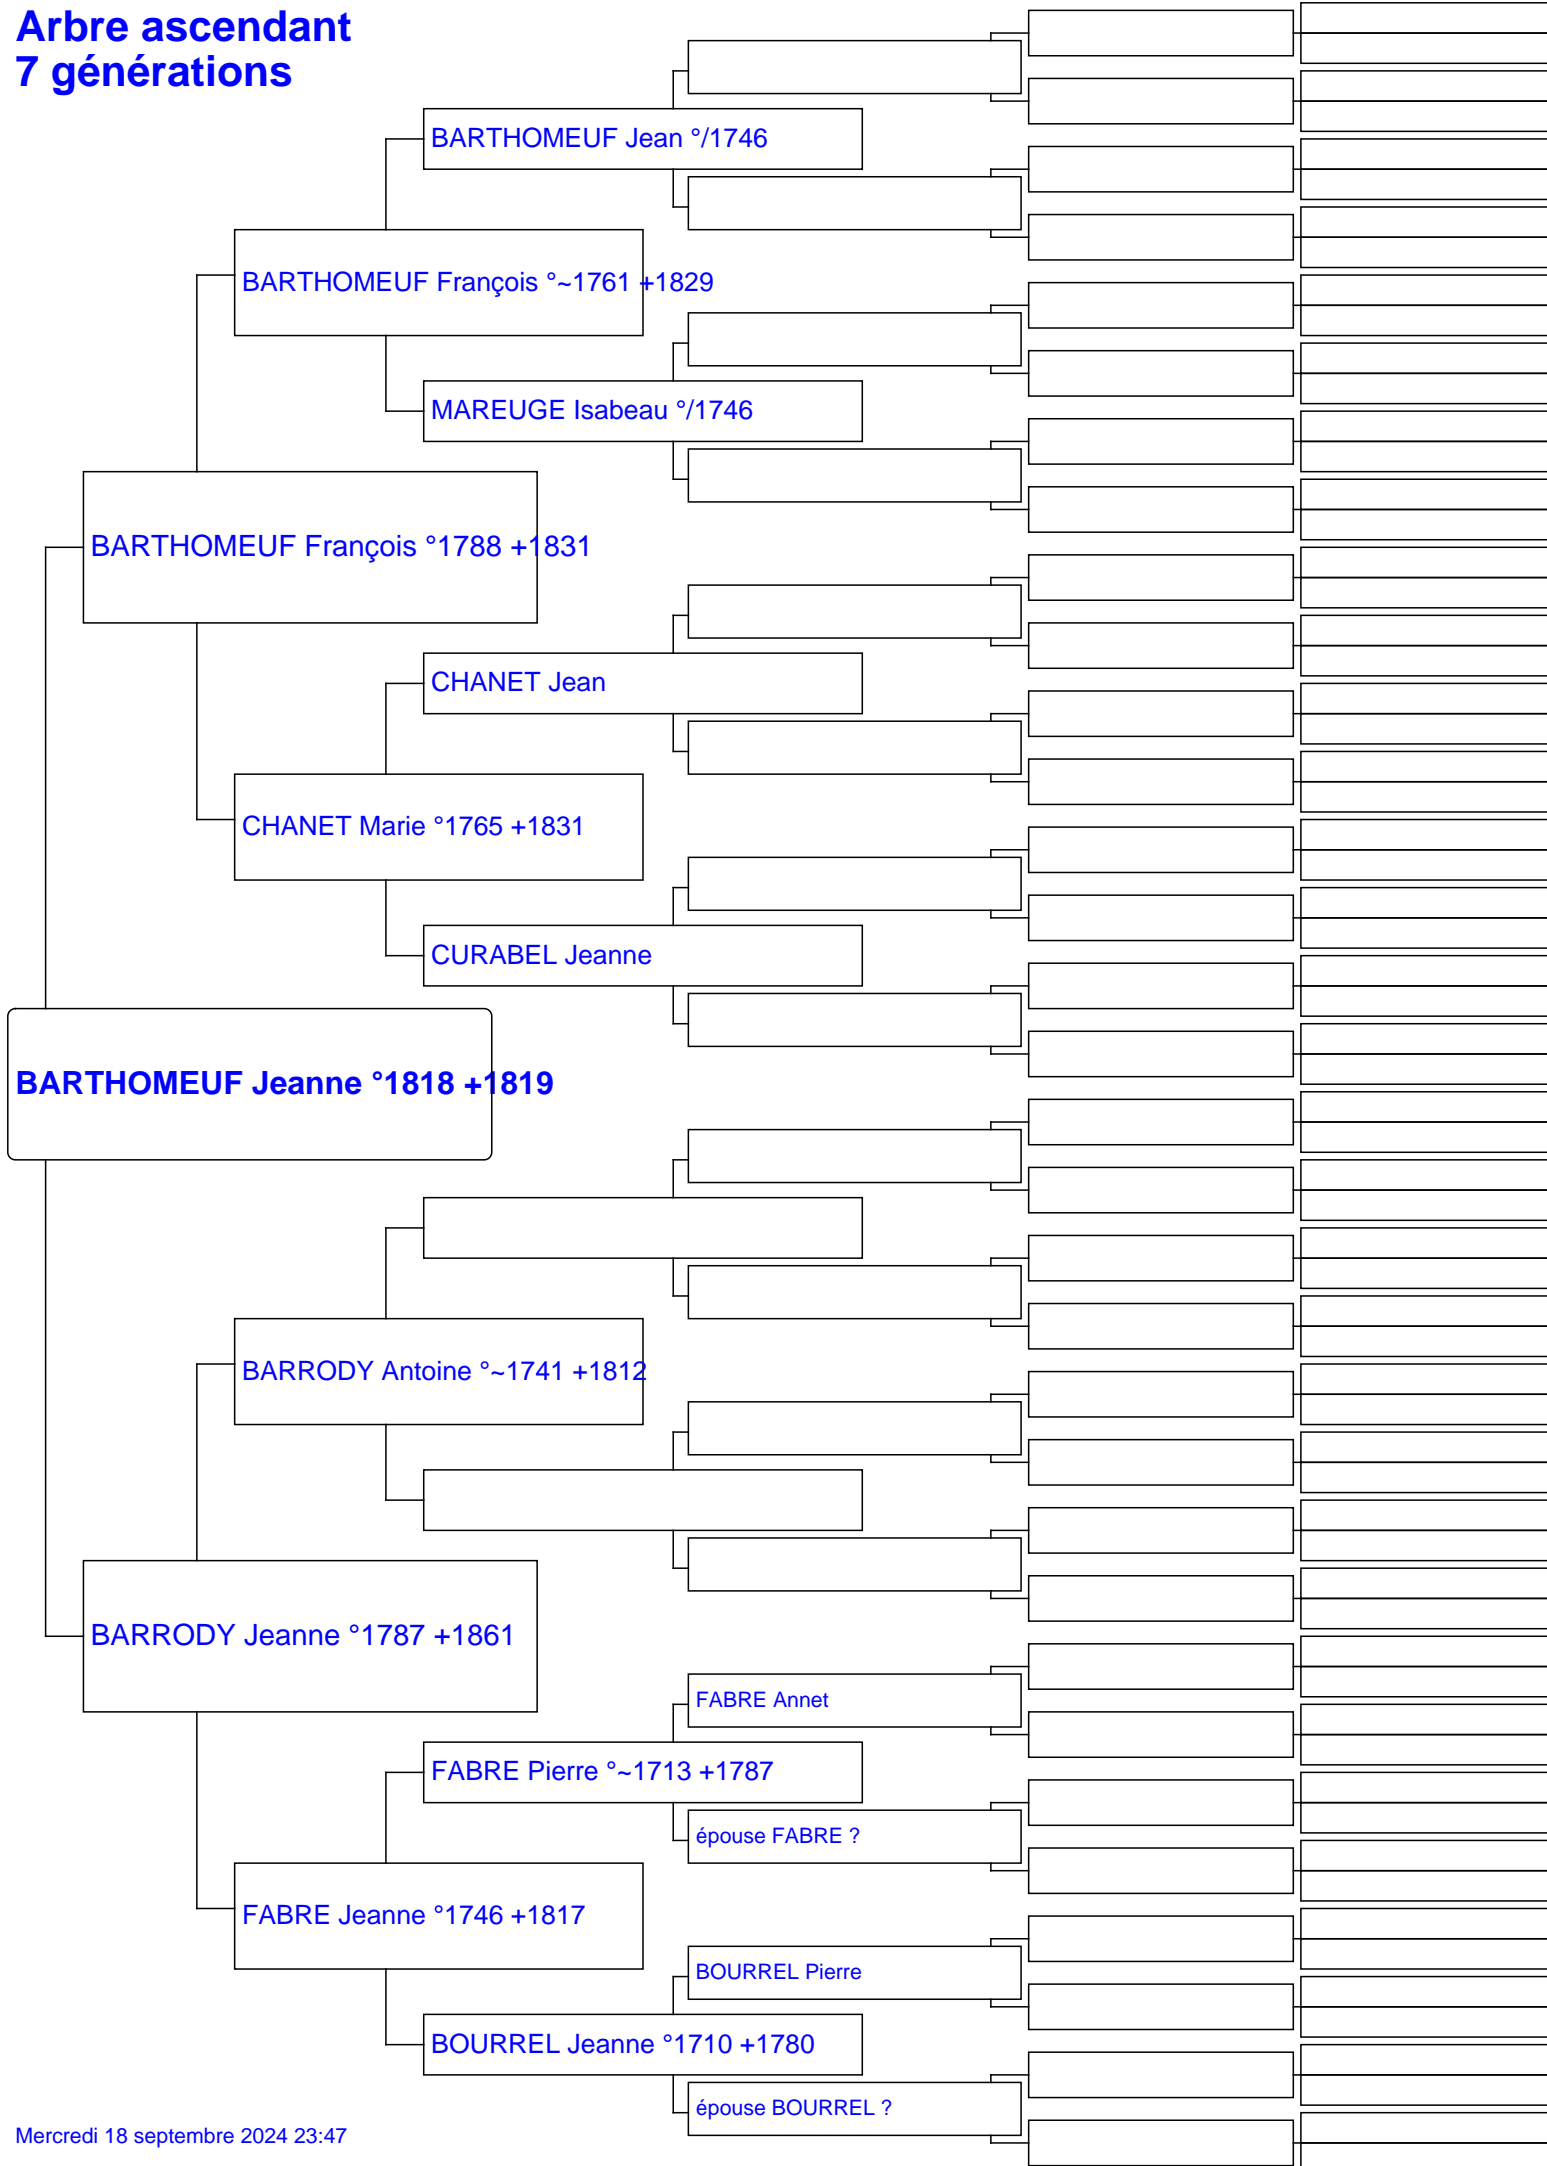 Arbre ascendant
7 générations
BARTHOMEUF Jean °/1746
BARTHOMEUF François °~1761 +1829
MAREUGE Isabeau °/1746
BARTHOMEUF François °1788 +1831
CHANET Jean
CHANET Marie °1765 +1831
CURABEL Jeanne
BARTHOMEUF Jeanne °1818 +1819
BARRODY Antoine °~1741 +1812
BARRODY Jeanne °1787 +1861
FABRE Annet
FABRE Pierre °~1713 +1787
épouse FABRE ?
FABRE Jeanne °1746 +1817
BOURREL Pierre
BOURREL Jeanne °1710 +1780
épouse BOURREL ?
Mercredi 18 septembre 2024 23:47